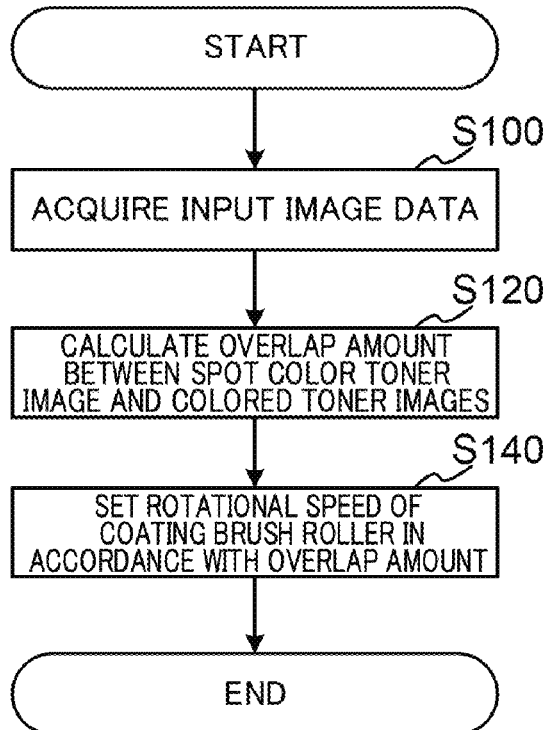 START
S100
ACQUIRE INPUT IMAGE DATA
S120
CALCULATE OVERLAP AMOUNT
BETWEEN SPOT COLOR TONER
IMAGE AND COLORED TONER IMAGES
S140
SET ROTATIONAL SPEED OF
COATING BRUSH ROLLER IN
ACCORDANCE WITH OVERLAP AMOUNT
END